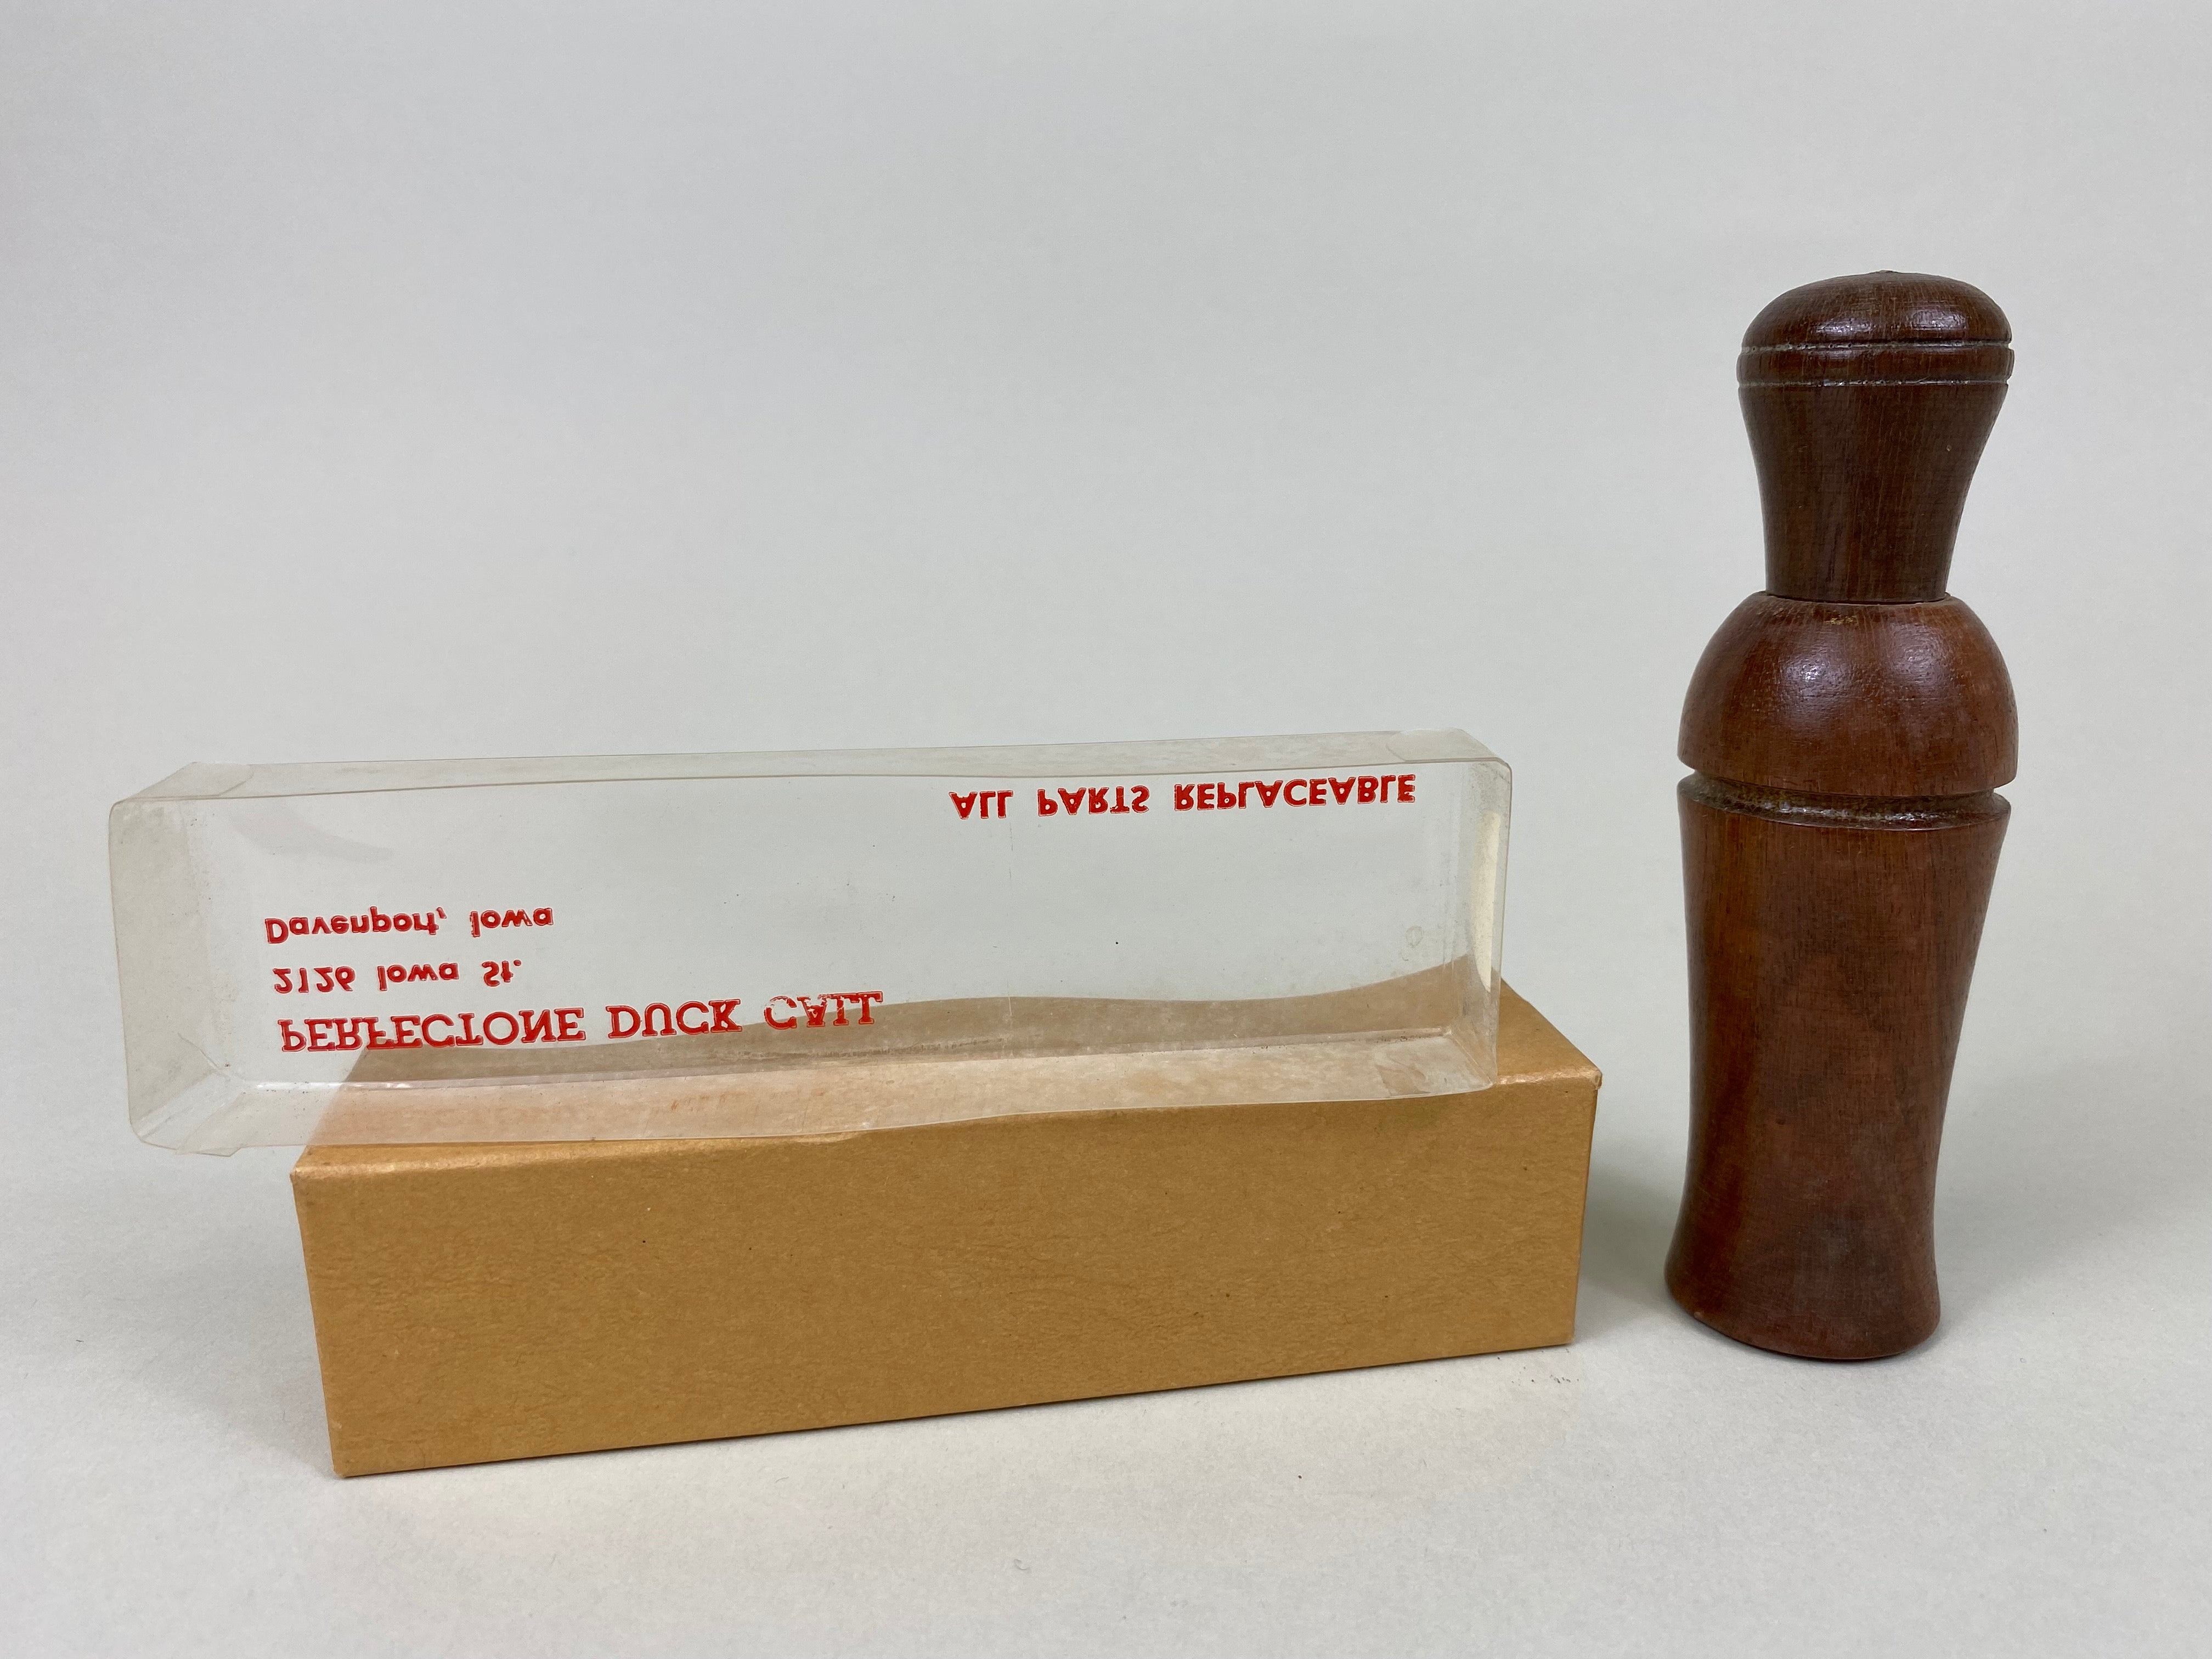 PERFECTONE DUCK CALL
2126 Iowa St.
Davenport, Iowa
ALL PARTS REPLACEABLE